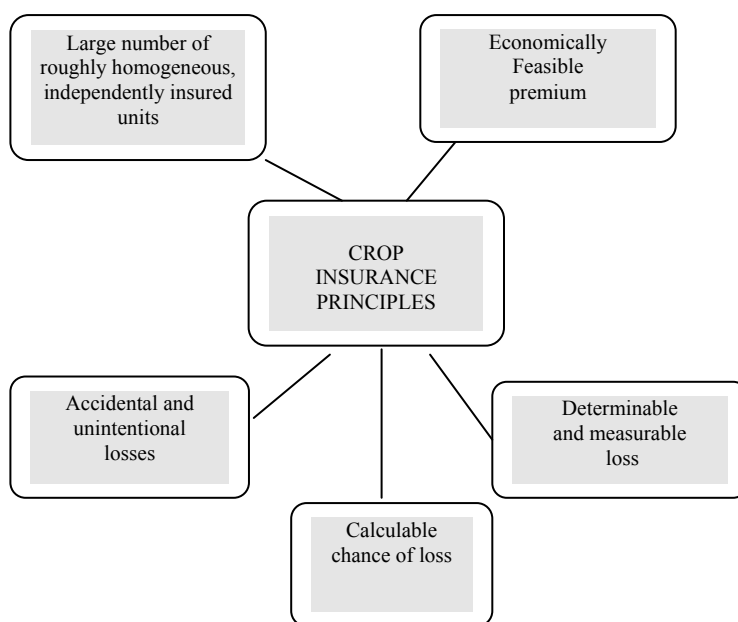 Large number of
roughly homogeneous,
independently insured
units
Economically
Feasible
premium
CROP
INSURANCE
PRINCIPLES
Accidental and
unintentional
losses
Determinable
and measurable
loss
Calculable
chance of loss